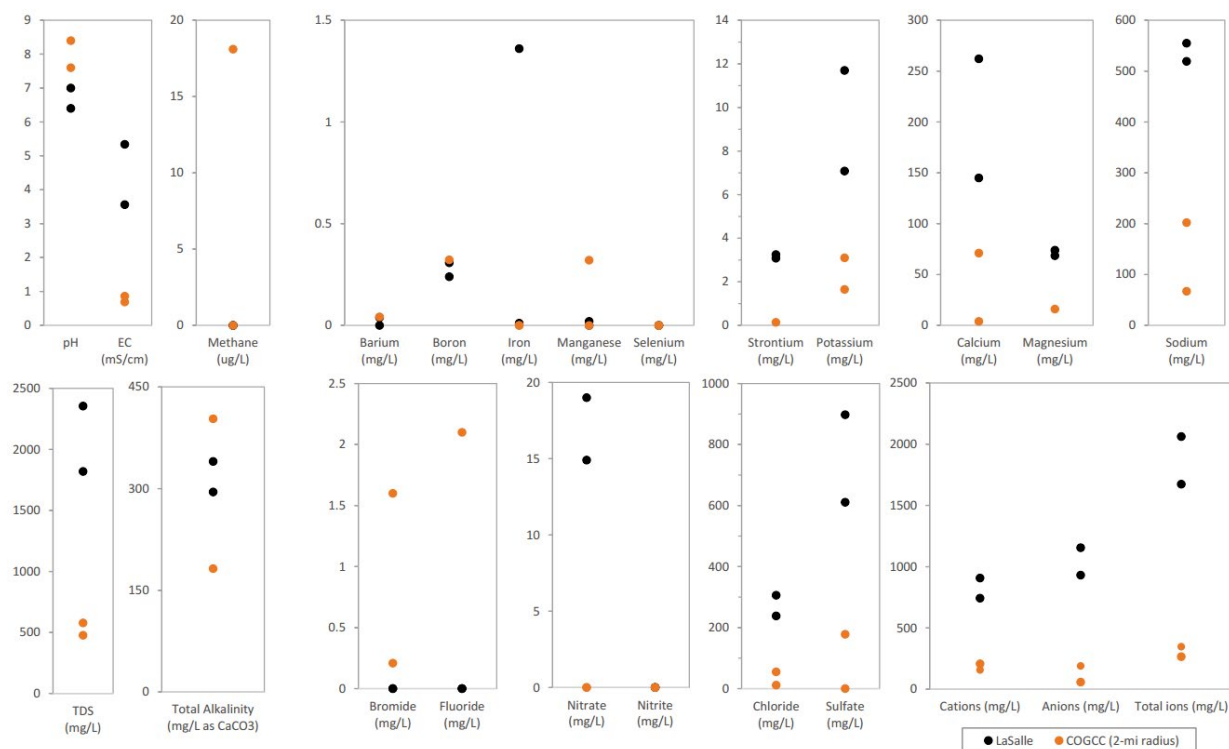 9
8
7
6
5
4
3
2
1
0
pH
EC
(mS/cm)
20
15
10
5
0
Methane
(ug/L)
1.5
1
0.5
0
Barium
(mg/L)
Boron
(mg/L)
Iron
(mg/L)
Manganese
(mg/L)
Selenium
(mg/L)
14
12
10
8
6
4
2
0
Strontium
(mg/L)
Potassium
(mg/L)
300
250
200
150
100
50
0
Calcium
(mg/L)
Magnesium
(mg/L)
600
500
400
300
200
100
0
Sodium
(mg/L)
2500
2000
1500
1000
500
0
TDS
(mg/L)
450
300
150
0
Total Alkalinity
(mg/L as CaCO3)
2.5
2
1.5
1
0.5
0
Bromide
(mg/L)
Fluoride
(mg/L)
20
15
10
5
0
Nitrate
(mg/L)
Nitrite
(mg/L)
1000
800
600
400
200
0
Chloride
(mg/L)
Sulfate
(mg/L)
2500
2000
1500
1000
500
0
Cations (mg/L)
Anions (mg/L)
Total ions (mg/L)
LaSalle
COGCC (2-mi radius)